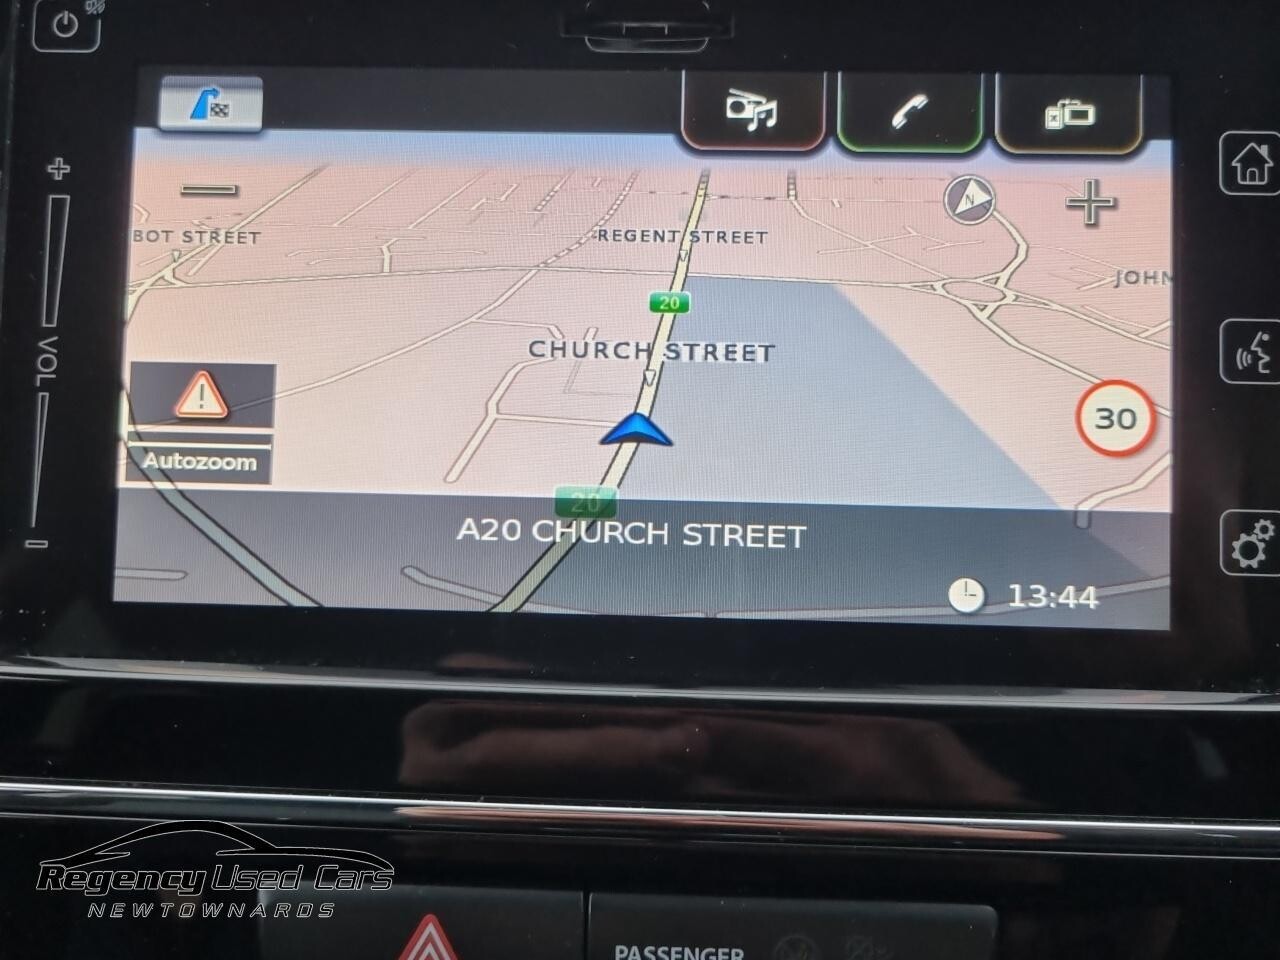 N
BOT STREET
REGENT STREET
JOHN
20
CHURCH STREET
30
VOL
Autozoom
20
A20 CHURCH STREET
13:44
Regency Used Cars
NEWTOWNARDS
PASSENGER